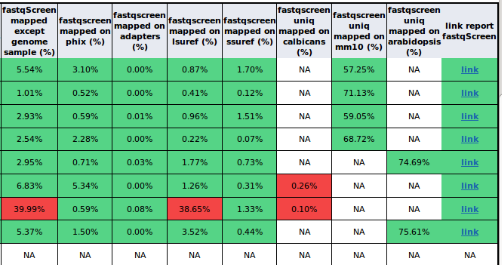 fastqScreen mapped except genome sample (%) fastqscreen mapped on phix (%) fastqscreen mapped on adapters (%) fastqscreen mapped on lsuref (%) fastqscreen mapped on ssuref (%) fastqscreen uniq mapped on calbicans (%) fastqscreen uniq mapped on mm10 (%) fastqscreen uniq mapped on arabidopsis (%) link report fastqScreen
5.54% 3.10% 0.00% 0.87% 1.70% NA 57.25% NA link
1.01% 0.52% 0.00% 0.41% 0.12% NA 71.13% NA link
2.93% 0.59% 0.01% 0.96% 1.51% NA 59.05% NA link
2.54% 2.28% 0.00% 0.22% 0.07% NA 68.72% NA link
2.95% 0.71% 0.03% 1.77% 0.73% NA NA 74.69% link
6.83% 5.34% 0.00% 1.26% 0.31% 0.26% NA NA link
39.99% 0.59% 0.08% 38.65% 1.33% 0.10% NA NA link
5.37% 1.50% 0.00% 3.52% 0.44% NA NA 75.61% link
NA NA NA NA NA NA NA NA NA